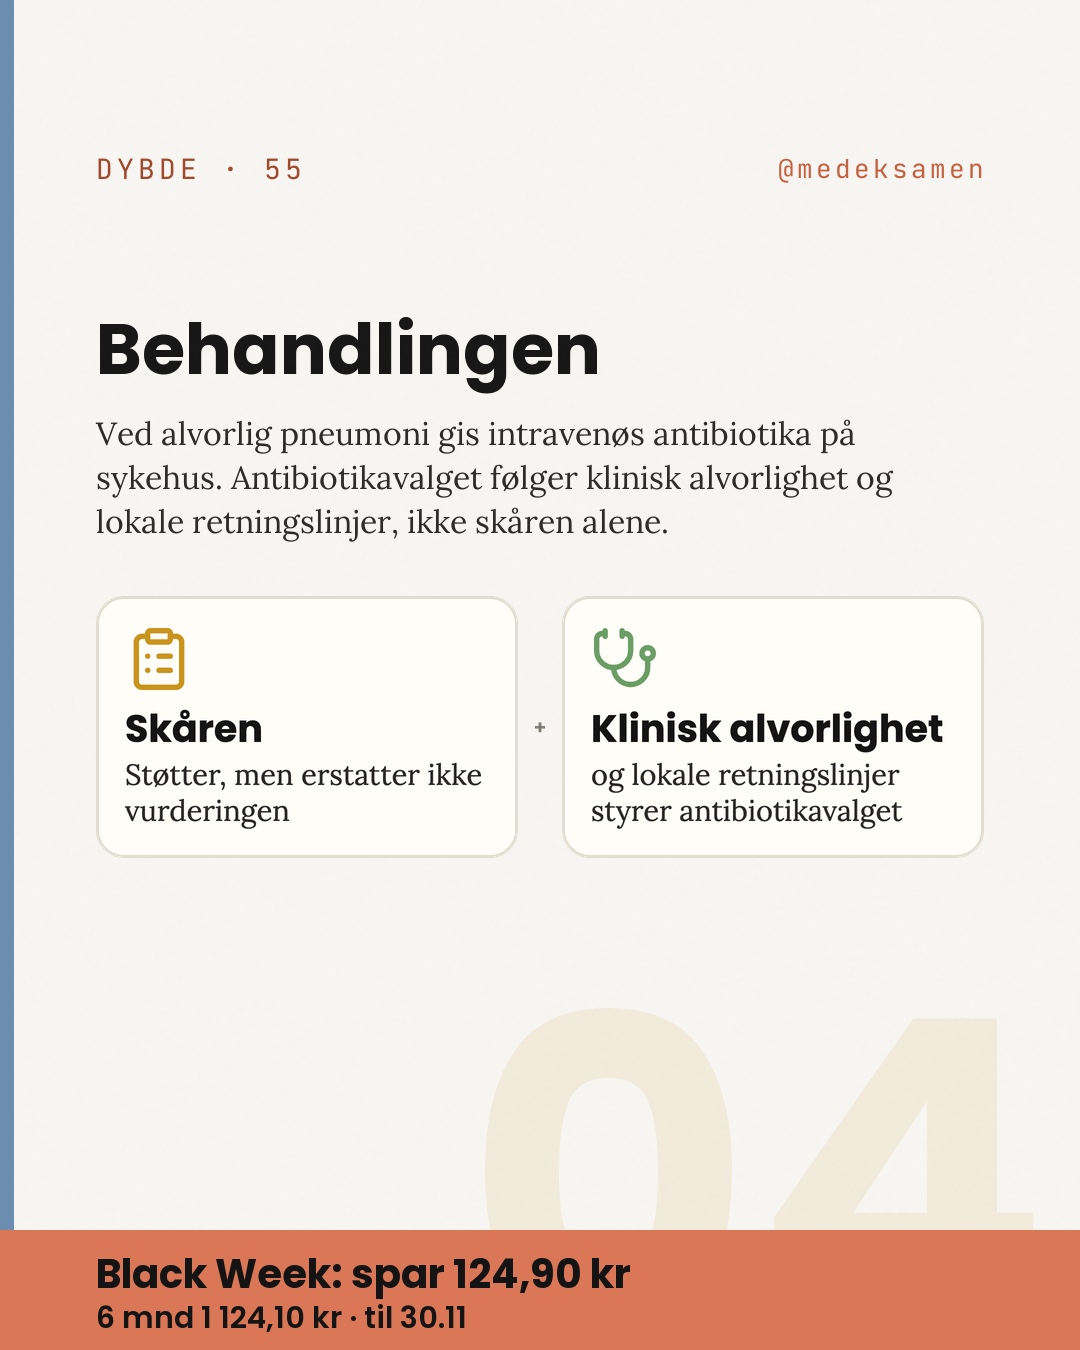 DYBDE · 55
@medeksamen
Behandlingen
Ved alvorlig pneumoni gis intravenøs antibiotika på
sykehus. Antibiotikavalget følger klinisk alvorlighet og
lokale retningslinjer, ikke skåren alene.
Skåren
Støtter, men erstatter ikke
vurderingen
+
Klinisk alvorlighet
og lokale retningslinjer
styrer antibiotikavalget
04
Black Week: spar 124,90 kr
6 mnd 1 124,10 kr · til 30.11